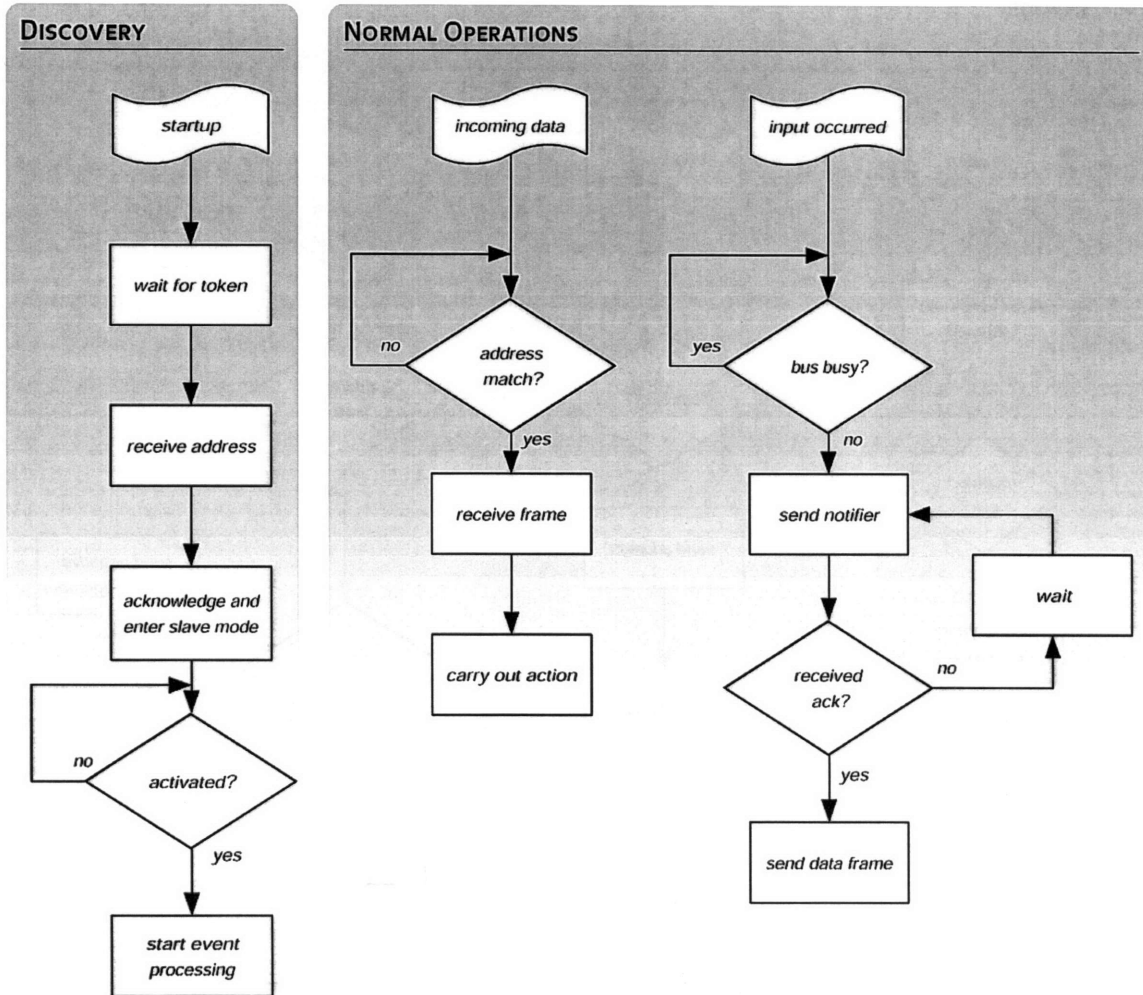 DISCOVERY
startup
wait for token
receive address
acknowledge and
enter slave mode
no
activated?
yes
start event
processing
NORMAL OPERATIONS
incoming data
no
address
match?
yes
receive frame
carry out action
input occurred
yes
bus busy?
no
send notifier
wait
received
ack?
no
yes
send data frame